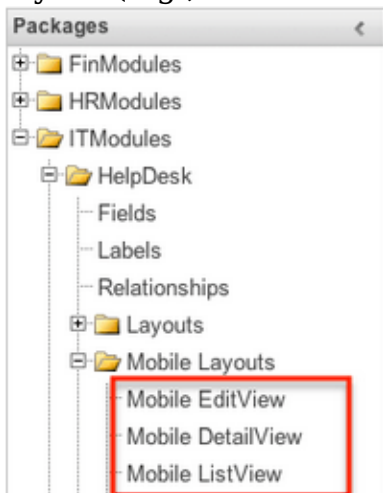 Packages
FinModules
HRModules
ITModules
HelpDesk
Fields
Labels
Relationships
Layouts
Mobile Layouts
Mobile EditView
Mobile DetailView
Mobile ListView